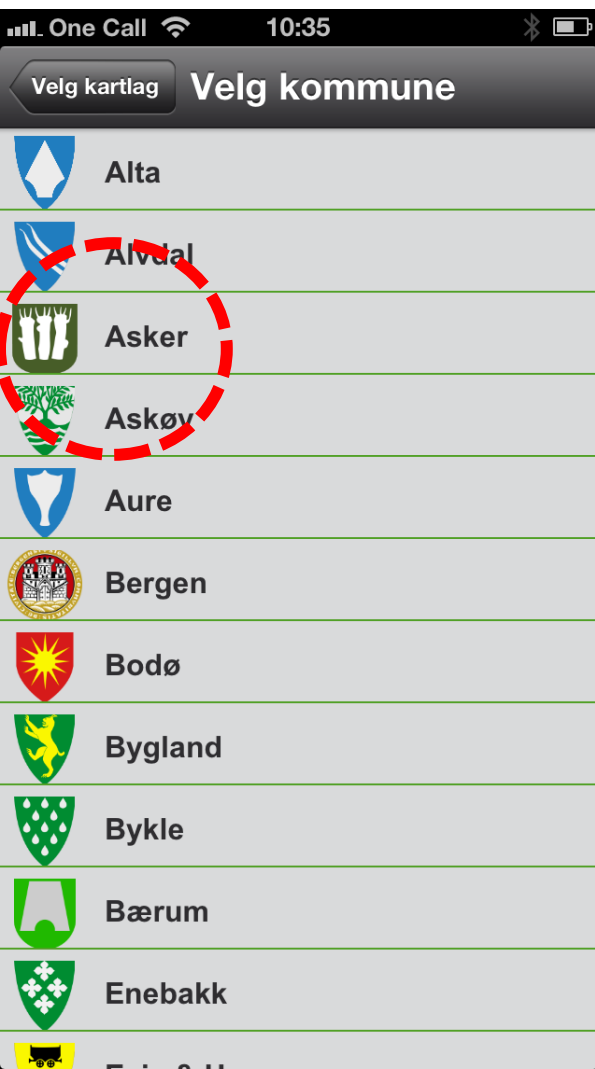 One Call 10:35
Velg kartlag Velg kommune
Alta
Alvdal
Asker
Askøy
Aure
Bergen
Bodø
Bygland
Bykle
Bærum
Enebakk